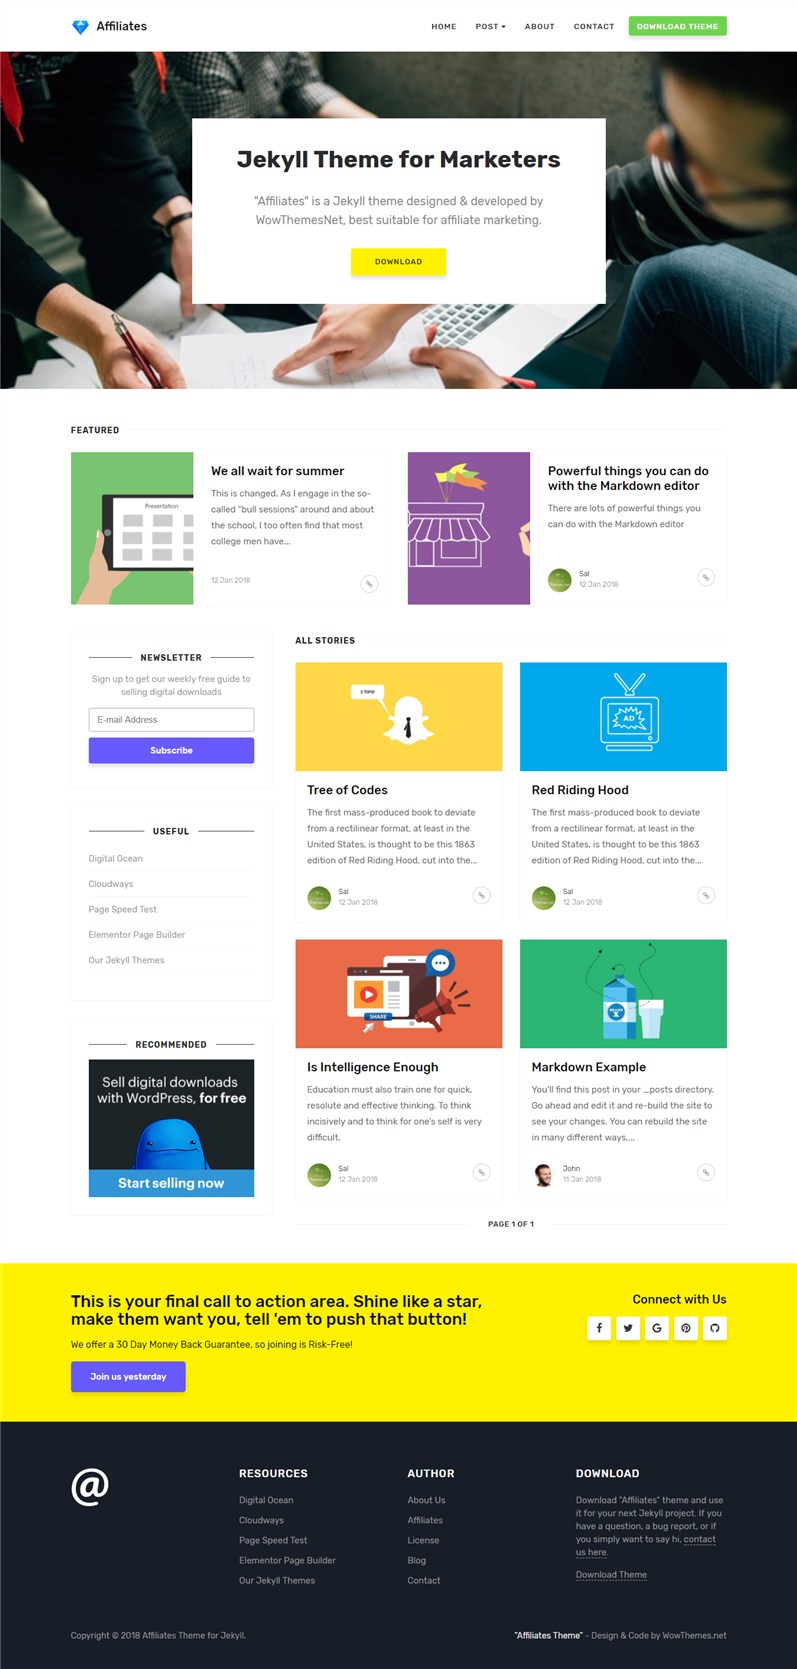 Affiliates
HOME
POST
ABOUT
CONTACT
DOWNLOAD THEME
Jekyll Theme for Marketers
"Affiliates" is a Jekyll theme designed & developed by
WowThemesNet, best suitable for affiliate marketing.
DOWNLOAD
FEATURED
Presentation
We all wait for summer
This is changed. As I engage in the so-
called "bull sessions" around and about
the school, I too often find that most
college men have...
12 Jan 2018
Powerful things you can do
with the Markdown editor
There are lots of powerful things you
can do with the Markdown editor
Sal
12 Jan 2018
NEWSLETTER
Sign up to get our weekly free guide to
selling digital downloads
E-mail Address
Subscribe
USEFUL
Digital Ocean
Cloudways
Page Speed Test
Elementor Page Builder
Our Jekyll Themes
RECOMMENDED
Sell digital downloads
with WordPress, for free
Start selling now
ALL STORIES
5 TIPS!
Tree of Codes
The first mass-produced book to deviate
from a rectilinear format, at least in the
United States, is thought to be this 1863
edition of Red Riding Hood, cut into the...
Sal
12 Jan 2018
AD
Red Riding Hood
The first mass-produced book to deviate
from a rectilinear format, at least in the
United States, is thought to be this 1863
edition of Red Riding Hood, cut into the...
Sal
12 Jan 2018
SHARE
Is Intelligence Enough
Education must also train one for quick,
resolute and effective thinking. To think
incisively and to think for one's self is very
difficult.
Sal
12 Jan 2018
BRAND
X
Markdown Example
You'll find this post in your _posts directory.
Go ahead and edit it and re-build the site to
see your changes. You can rebuild the site
in many different ways,...
John
11 Jan 2018
PAGE 1 OF 1
This is your final call to action area. Shine like a star,
make them want you, tell 'em to push that button!
We offer a 30 Day Money Back Guarantee, so joining is Risk-Free!
Join us yesterday
Connect with Us
@
RESOURCES
Digital Ocean
Cloudways
Page Speed Test
Elementor Page Builder
Our Jekyll Themes
AUTHOR
About Us
Affiliates
License
Blog
Contact
DOWNLOAD
Download "Affiliates" theme and use
it for your next Jekyll project. If you
have a question, a bug report, or if
you simply want to say hi, contact
us here.
Download Theme
Copyright © 2018 Affiliates Theme for Jekyll.
"Affiliates Theme" - Design & Code by WowThemes.net